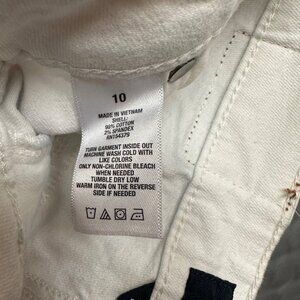 10
MADE IN VIETNAM
SHELL:
98% COTTON
2% SPANDEX
RN104379
TURN GARMENT INSIDE OUT
MACHINE WASH COLD WITH
LIKE COLORS
ONLY NON-CHLORINE BLEACH
WHEN NEEDED
TUMBLE DRY LOW
WARM IRON ON THE REVERSE
SIDE IF NEEDED